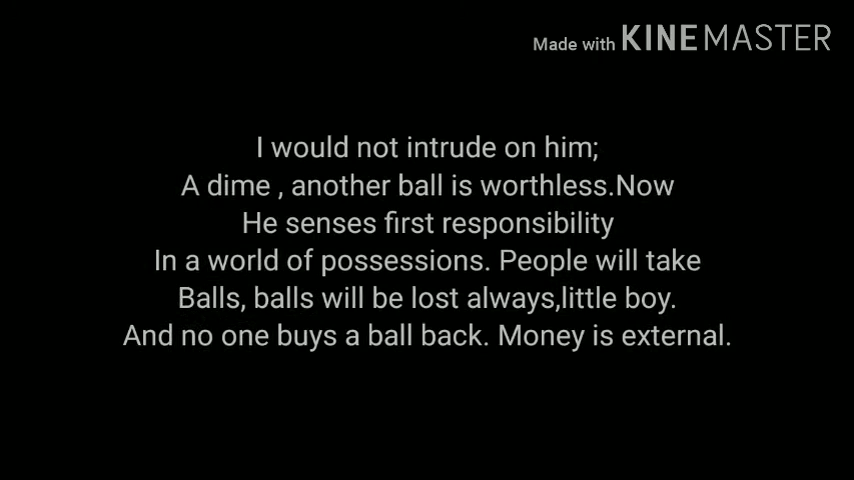 Made with KINEMASTER
I would not intrude on him;
A dime , another ball is worthless.Now
He senses first responsibility
In a world of possessions. People will take
Balls, balls will be lost always,little boy.
And no one buys a ball back. Money is external.